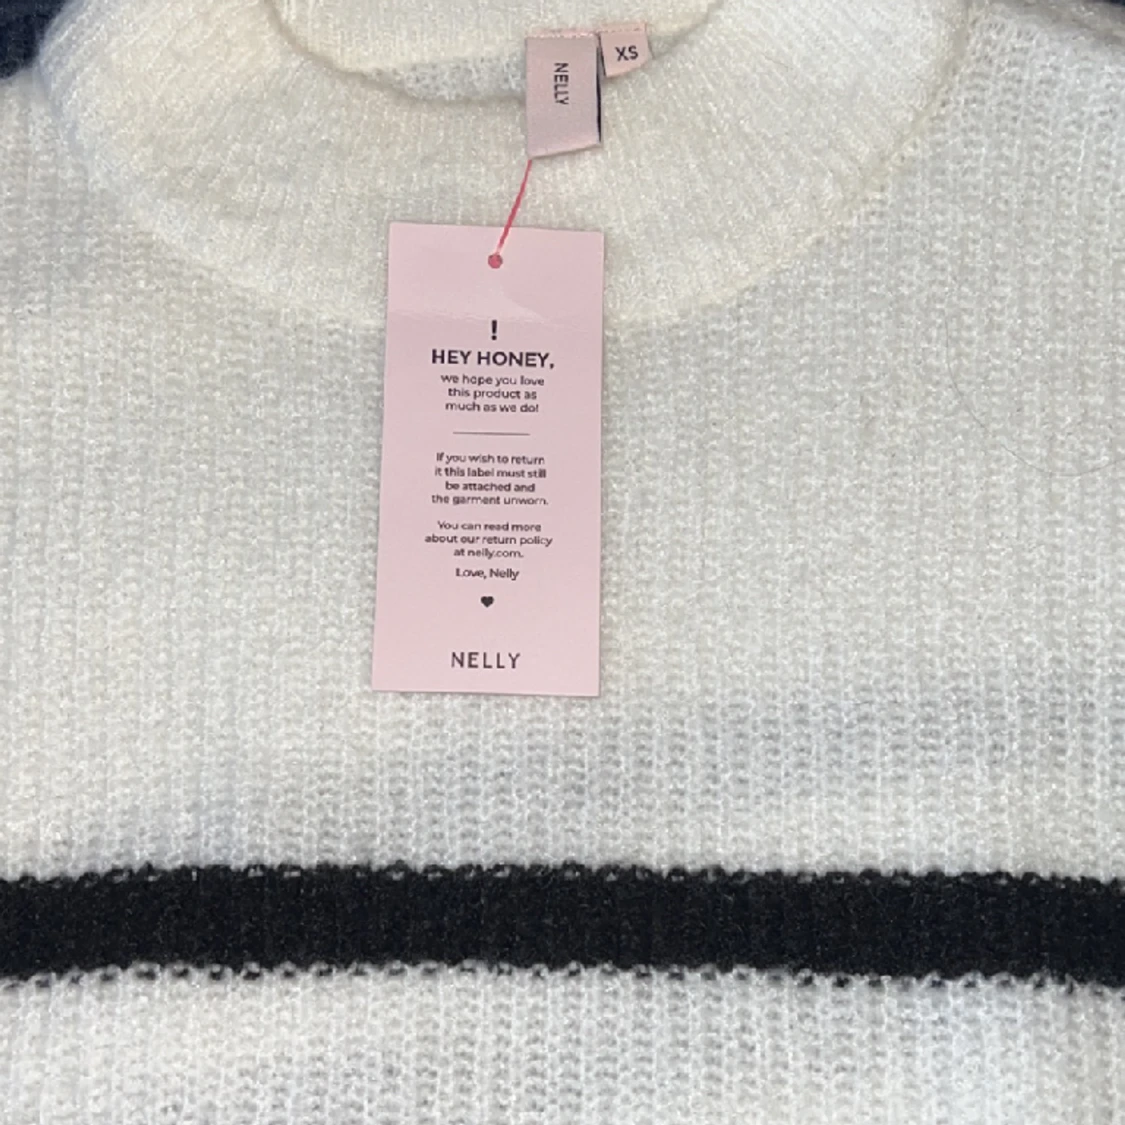 NELLY
XS
!
HEY HONEY,
we hope you love
this product as
much as we do!
If you wish to return
it this label must still
be attached and
the garment unworn.
You can read more
about our return policy
at nelly.com.
Love, Nelly
NELLY